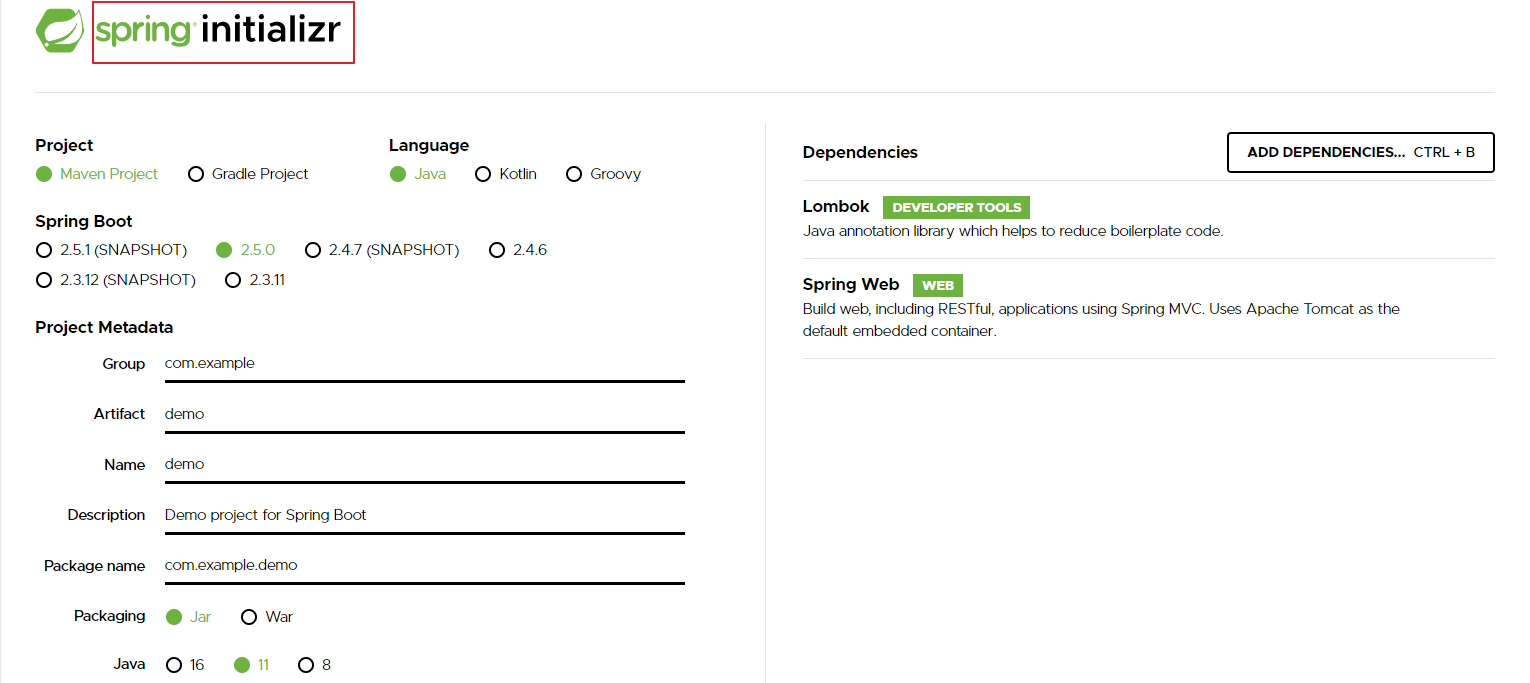 spring initializr
Project
Maven Project Gradle Project
Language
Java Kotlin Groovy
Spring Boot
2.5.1 (SNAPSHOT) 2.5.0 2.4.7 (SNAPSHOT) 2.4.6
2.3.12 (SNAPSHOT) 2.3.11
Project Metadata
Group com.example
Artifact demo
Name demo
Description Demo project for Spring Boot
Package name com.example.demo
Packaging Jar War
Java 16 11 8
Dependencies
ADD DEPENDENCIES... CTRL + B
Lombok DEVELOPER TOOLS
Java annotation library which helps to reduce boilerplate code.
Spring Web WEB
Build web, including RESTful, applications using Spring MVC. Uses Apache Tomcat as the
default embedded container.